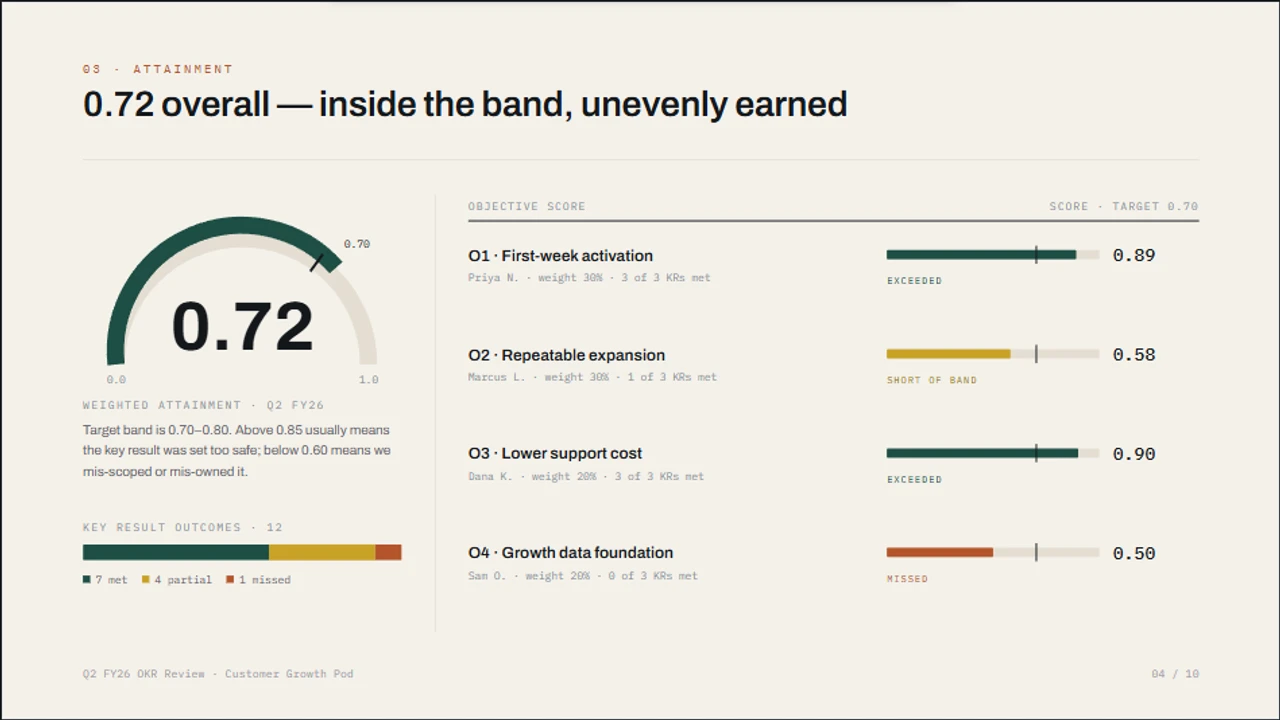 03 · ATTAINMENT
0.72 overall — inside the band, unevenly earned
0.70
0.72
0.0
1.0
WEIGHTED ATTAINMENT · Q2 FY26
Target band is 0.70–0.80. Above 0.85 usually means
the key result was set too safe; below 0.60 means we
mis-scoped or mis-owned it.
KEY RESULT OUTCOMES · 12
7 met
4 partial
1 missed
OBJECTIVE SCORE
SCORE · TARGET 0.70
O1 · First-week activation
Priya N. · weight 30% · 3 of 3 KRs met
0.89
EXCEEDED
O2 · Repeatable expansion
Marcus L. · weight 30% · 1 of 3 KRs met
0.58
SHORT OF BAND
O3 · Lower support cost
Dana K. · weight 20% · 3 of 3 KRs met
0.90
EXCEEDED
O4 · Growth data foundation
Sam O. · weight 20% · 0 of 3 KRs met
0.50
MISSED
Q2 FY26 OKR Review · Customer Growth Pod
04 / 10